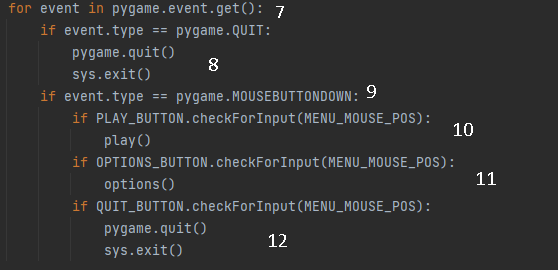 for event in pygame.event.get(): 7
if event.type == pygame.QUIT:
pygame.quit()
sys.exit() 8
if event.type == pygame.MOUSEBUTTONDOWN: 9
if PLAY_BUTTON.checkForInput(MENU_MOUSE_POS):
play() 10
if OPTIONS_BUTTON.checkForInput(MENU_MOUSE_POS):
options() 11
if QUIT_BUTTON.checkForInput(MENU_MOUSE_POS):
pygame.quit()
sys.exit() 12